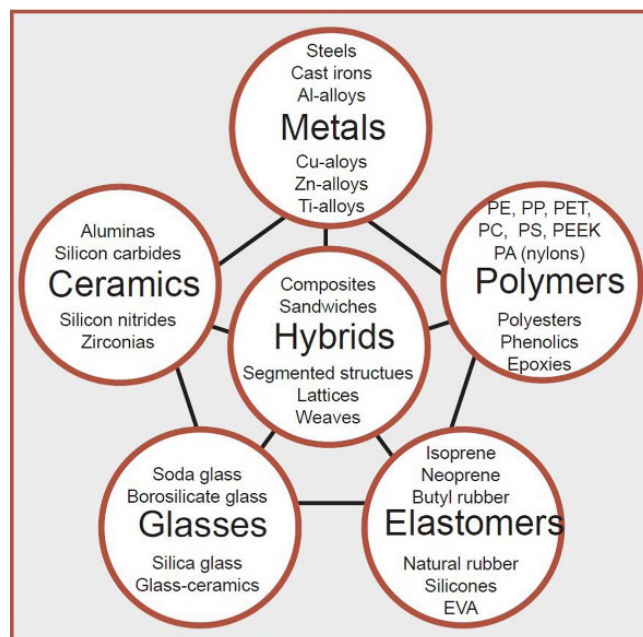 Steels
Cast irons
Al-alloys
Metals
Cu-aloys
Zn-alloys
Ti-alloys
Aluminas
Silicon carbides
Ceramics
Silicon nitrides
Zirconias
PE, PP, PET,
PC, PS, PEEK
PA (nylons)
Polymers
Polyesters
Phenolics
Epoxies
Composites
Sandwiches
Hybrids
Segmented structues
Lattices
Weaves
Soda glass
Borosilicate glass
Glasses
Silica glass
Glass-ceramics
Isoprene
Neoprene
Butyl rubber
Elastomers
Natural rubber
Silicones
EVA